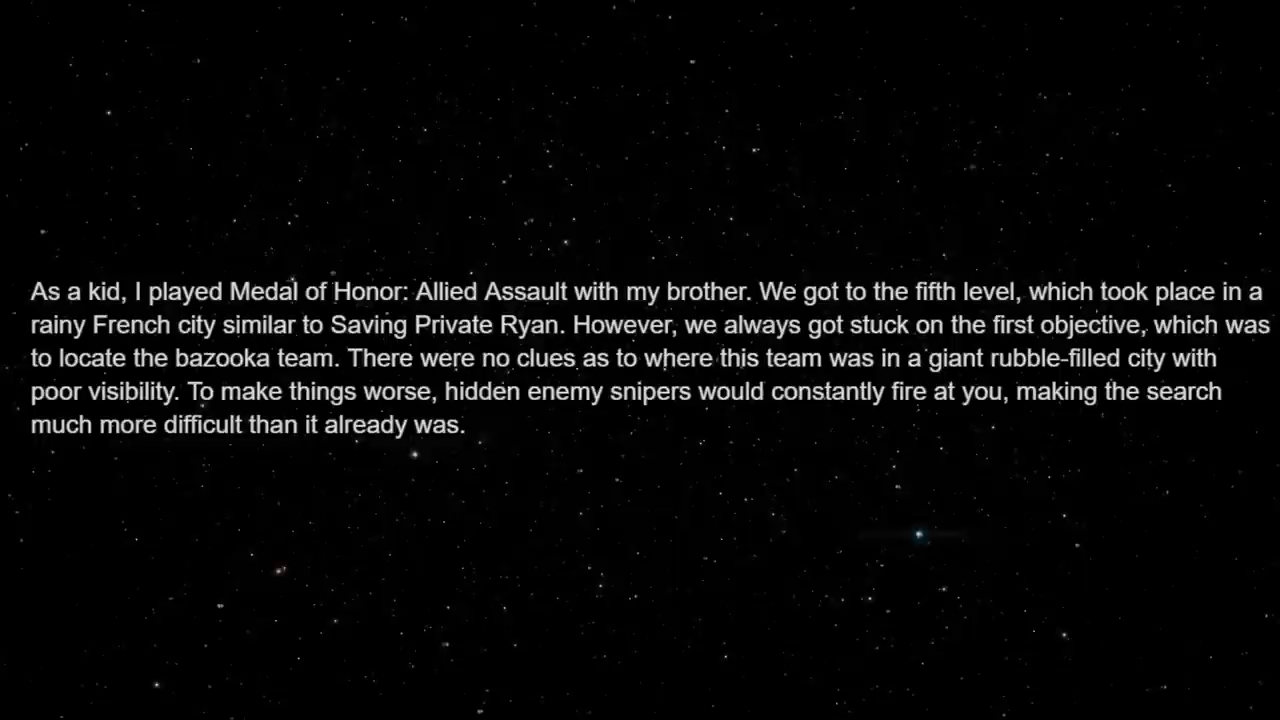 As a kid, I played Medal of Honor: Allied Assault with my brother. We got to the fifth level, which took place in a
rainy French city similar to Saving Private Ryan. However, we always got stuck on the first objective, which was
to locate the bazooka team. There were no clues as to where this team was in a giant rubble-filled city with
poor visibility. To make things worse, hidden enemy snipers would constantly fire at you, making the search
much more difficult than it already was.